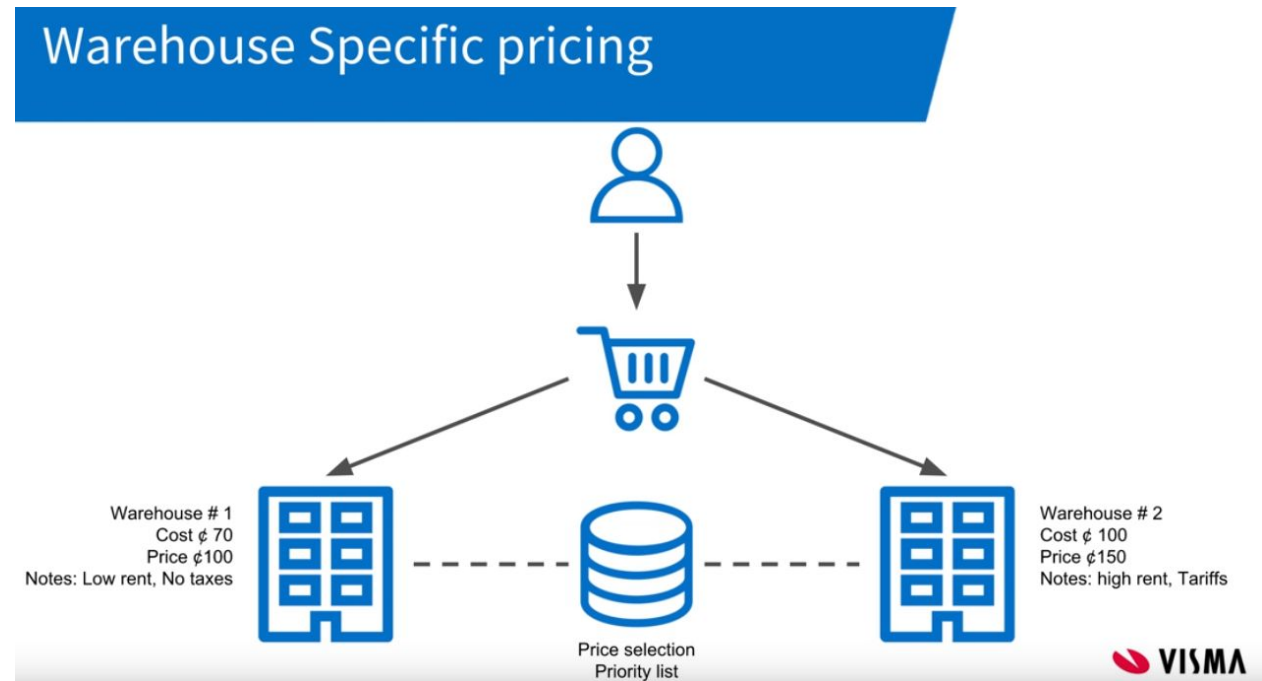 Warehouse Specific pricing
Warehouse # 1
Cost ¢ 70
Price ¢100
Notes: Low rent, No taxes
Price selection
Priority list
Warehouse # 2
Cost ¢ 100
Price ¢150
Notes: high rent, Tariffs
VISMA